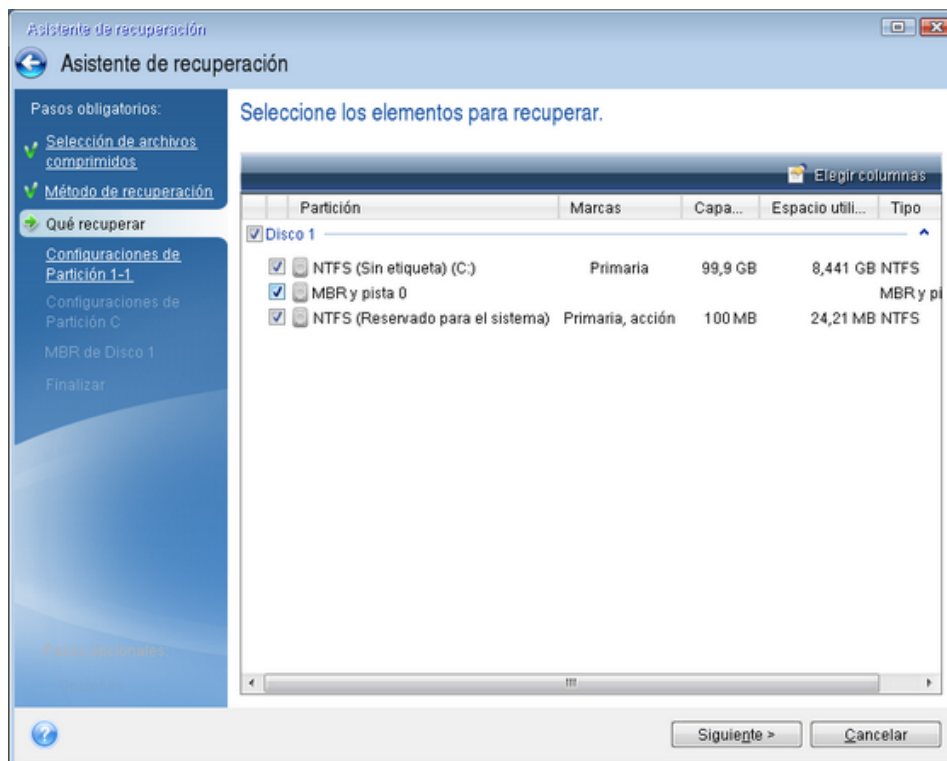 Asistente de recuperación
Asistente de recuperación
Pasos obligatorios:
Selección de archivos
comprimidos
Método de recuperación
Qué recuperar
Configuraciones de
Partición 1-1
Configuraciones de
Partición C
MBR de Disco 1
Finalizar
Seleccione los elementos para recuperar.
Elegir columnas
Partición Marcas Capa... Espacio utili... Tipo
Disco 1
NTFS (Sin etiqueta) (C:) Primaria 99,9 GB 8,441 GB NTFS
MBR y pista 0 MBR y pi
NTFS (Reservado para el sistema) Primaria, acción 100 MB 24,21 MB NTFS
Siguiente >
Cancelar